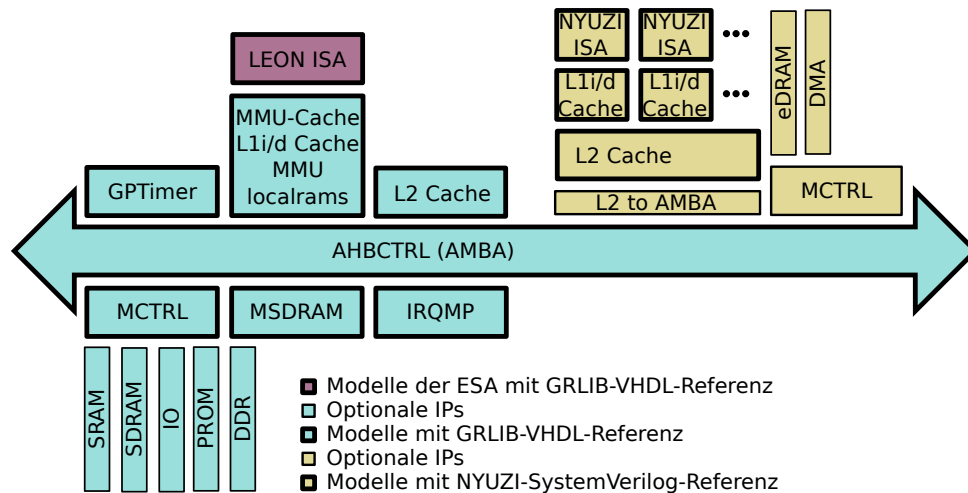 LEON ISA
MMU-Cache
L1i/d Cache
MMU
localrams
GPTimer
L2 Cache
NYUZI
ISA
NYUZI
ISA
•••
L1i/d
Cache
L1i/d
Cache
•••
eDRAM
DMA
L2 Cache
L2 to AMBA
MCTRL
AHBCTRL (AMBA)
MCTRL
MSDRAM
IRQMP
SRAM
SDRAM
IO
PROM
DDR
Modelle der ESA mit GRLIB-VHDL-Referenz
Optionale IPs
Modelle mit GRLIB-VHDL-Referenz
Optionale IPs
Modelle mit NYUZI-SystemVerilog-Referenz